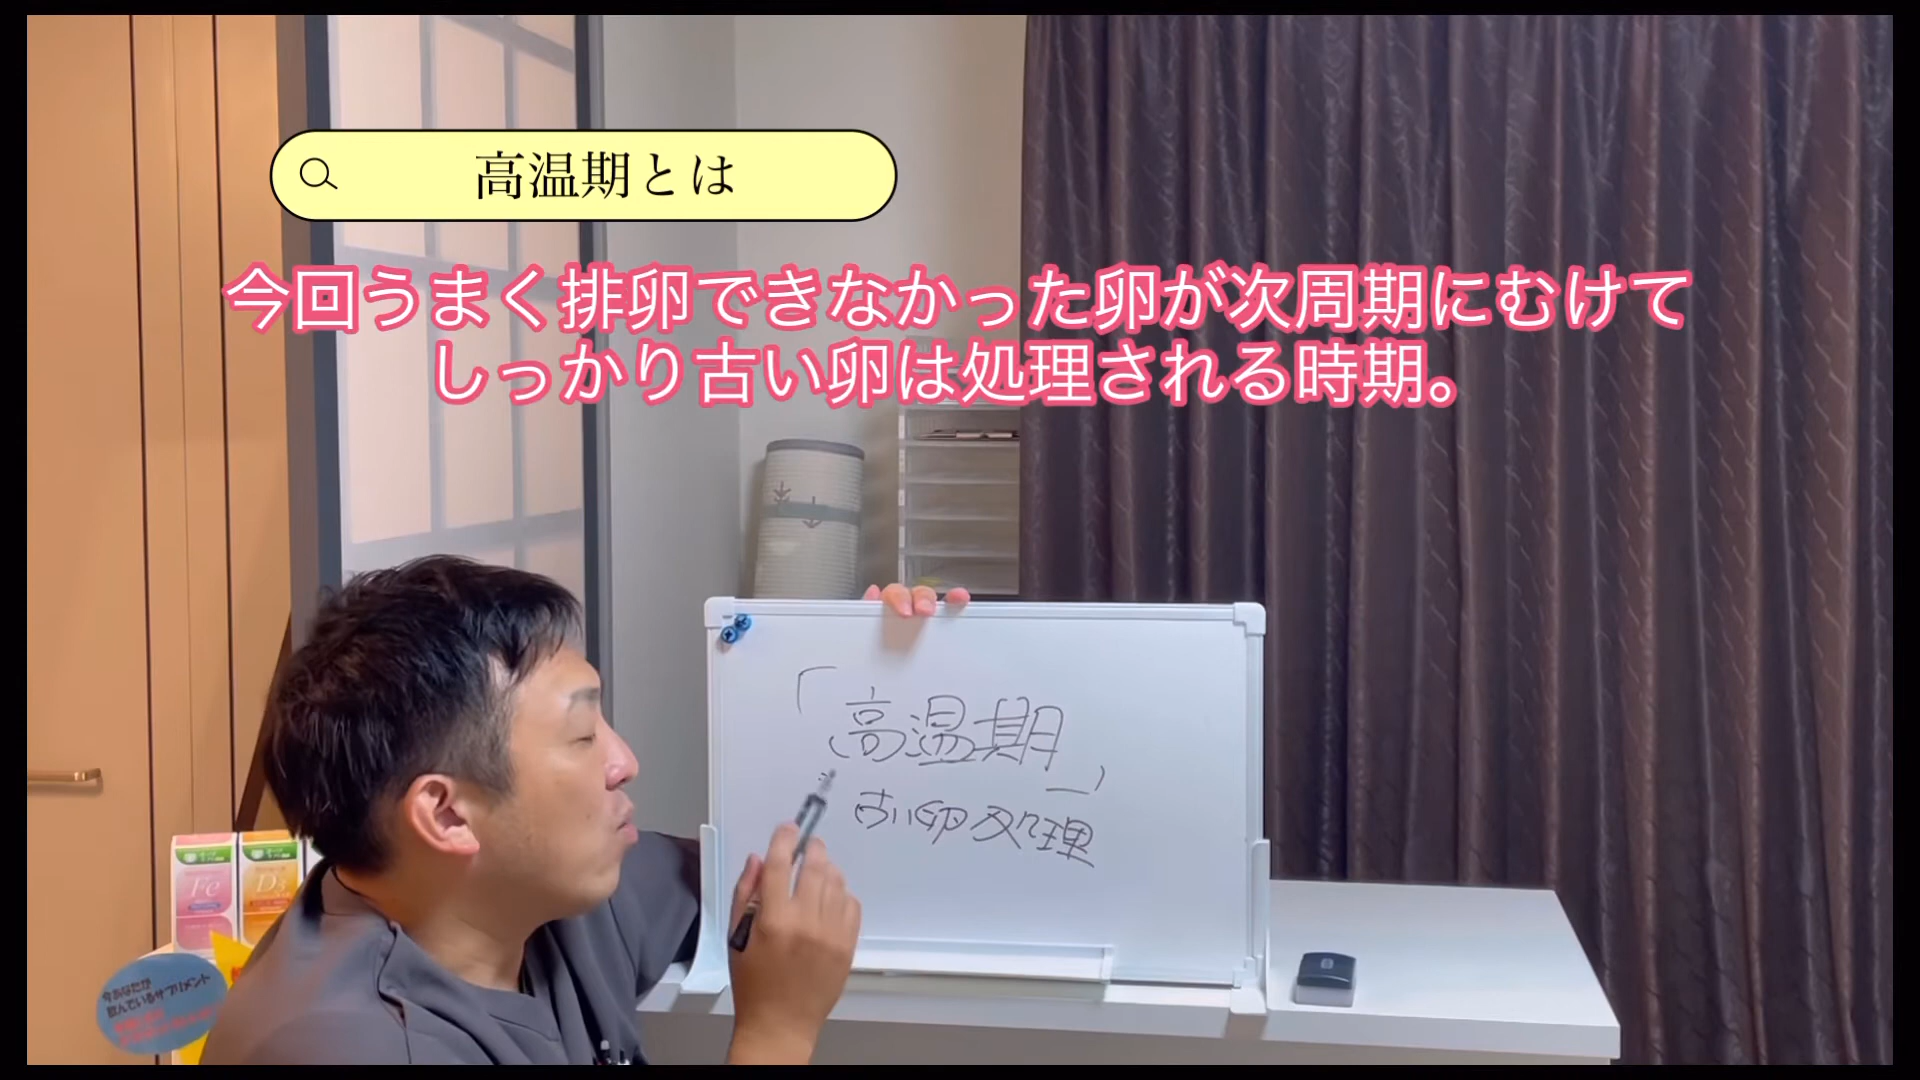 高温期とは
今回うまく排卵できなかった卵が次周期にむけて
しっかり古い卵は処理される時期。
「高温期」
古い卵処理
Fe
D3
今あなたが
飲んでいるサプリメント